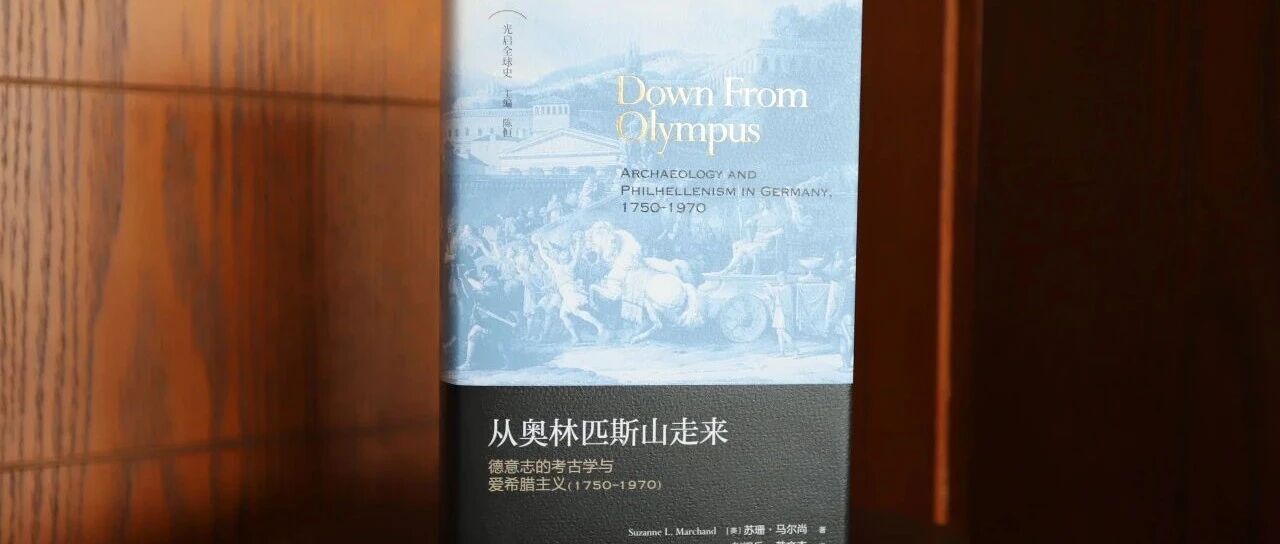 光启全球史 主编 陈恒
Down From
Olympus
ARCHAEOLOGY AND
PHILHELLENISM IN GERMANY,
1750-1970
从奥林匹斯山走来
德意志的考古学与
爱希腊主义(1750-1970)
Suzanne L. Marchand [美] 苏珊·马尔尚 著